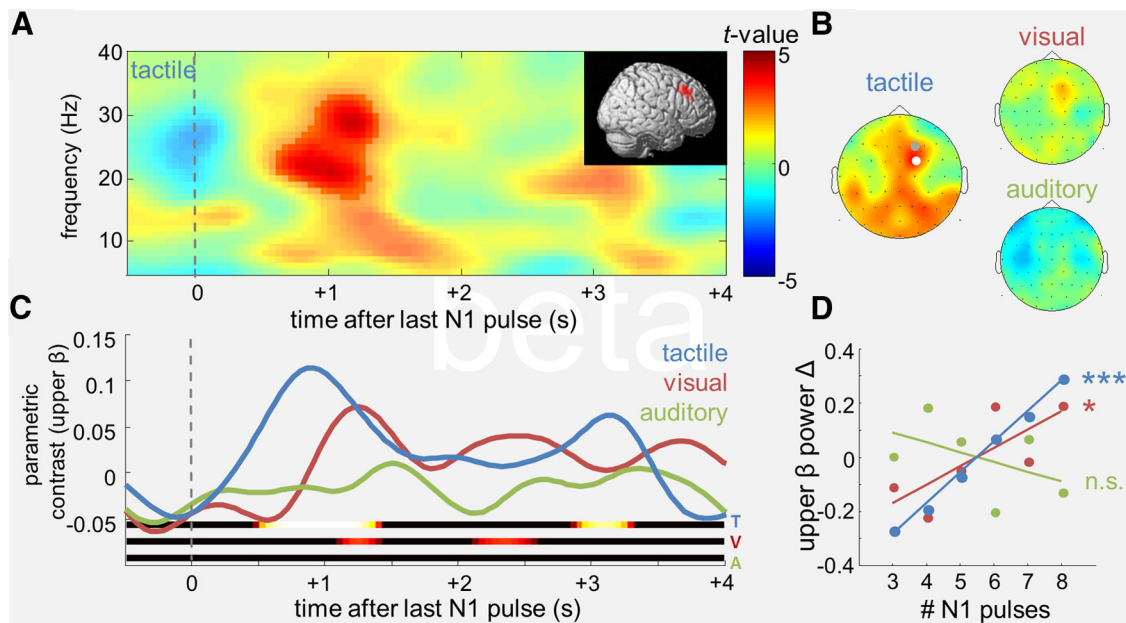 A
B
t-value
tactile
40
30
20
10
frequency (Hz)
5
0
-5
0
+1
+2
+3
+4
time after last N1 pulse (s)
visual
tactile
auditory
beta
C
0.15
0.1
0.05
0
-0.05
parametric
contrast (upper β)
tactile
visual
auditory
T
V
A
0
+1
+2
+3
+4
time after last N1 pulse (s)
D
0.4
0.2
0
-0.2
-0.4
upper β power Δ
***
*
n.s.
3
4
5
6
7
8
# N1 pulses